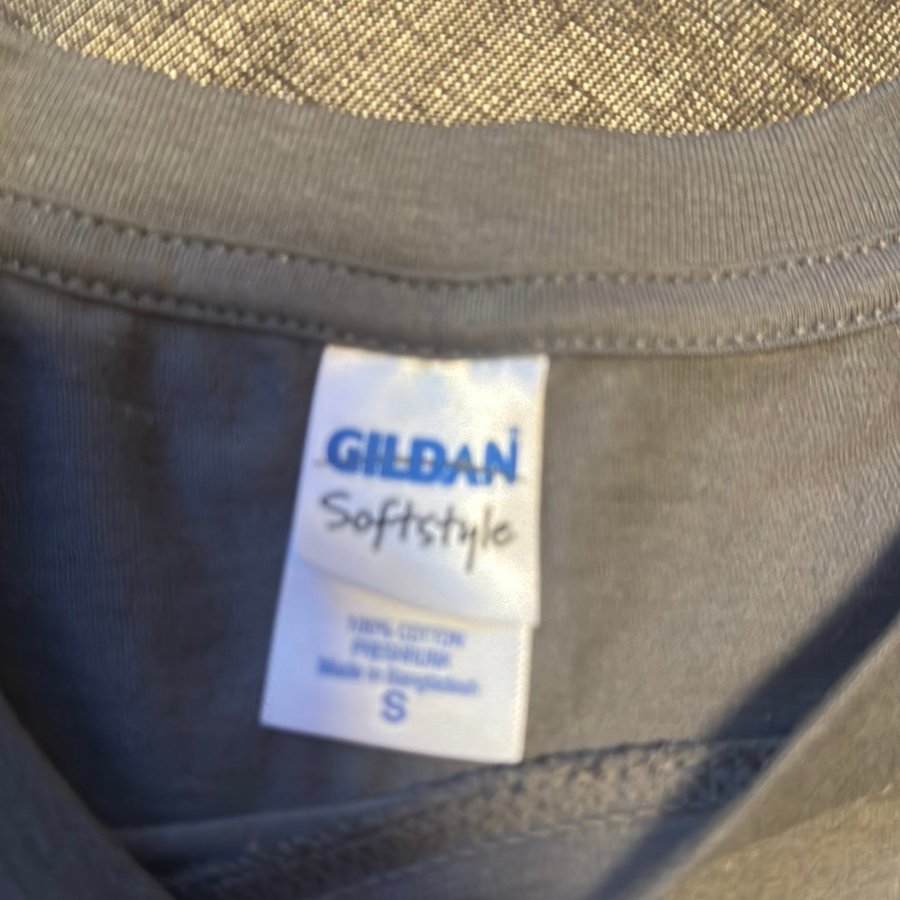 GILDAN
Softstyle
100% COTTON
PRESHRUNK
Made in Bangladesh
S